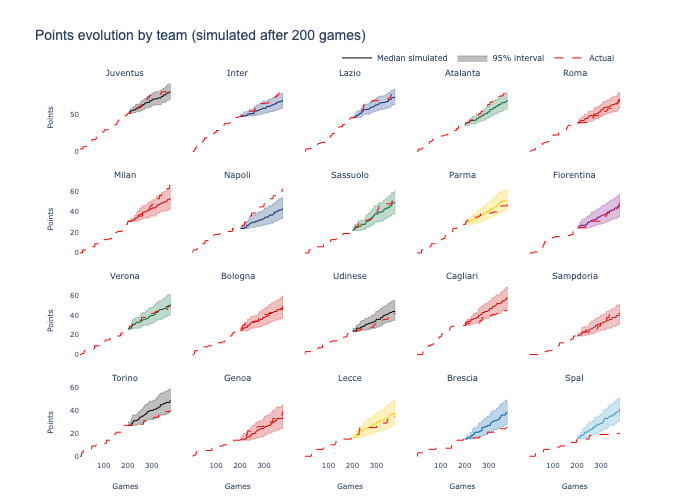 Points evolution by team (simulated after 200 games)
Median simulated 95% interval Actual
Juventus Inter Lazio Atalanta Roma
Points
50
0
Milan Napoli Sassuolo Parma Fiorentina
Points
60
40
20
0
Verona Bologna Udinese Cagliari Sampdoria
Points
60
40
20
0
Torino Genoa Lecce Brescia Spal
Points
60
40
20
0
100 200 300 100 200 300 100 200 300 100 200 300 100 200 300
Games Games Games Games Games